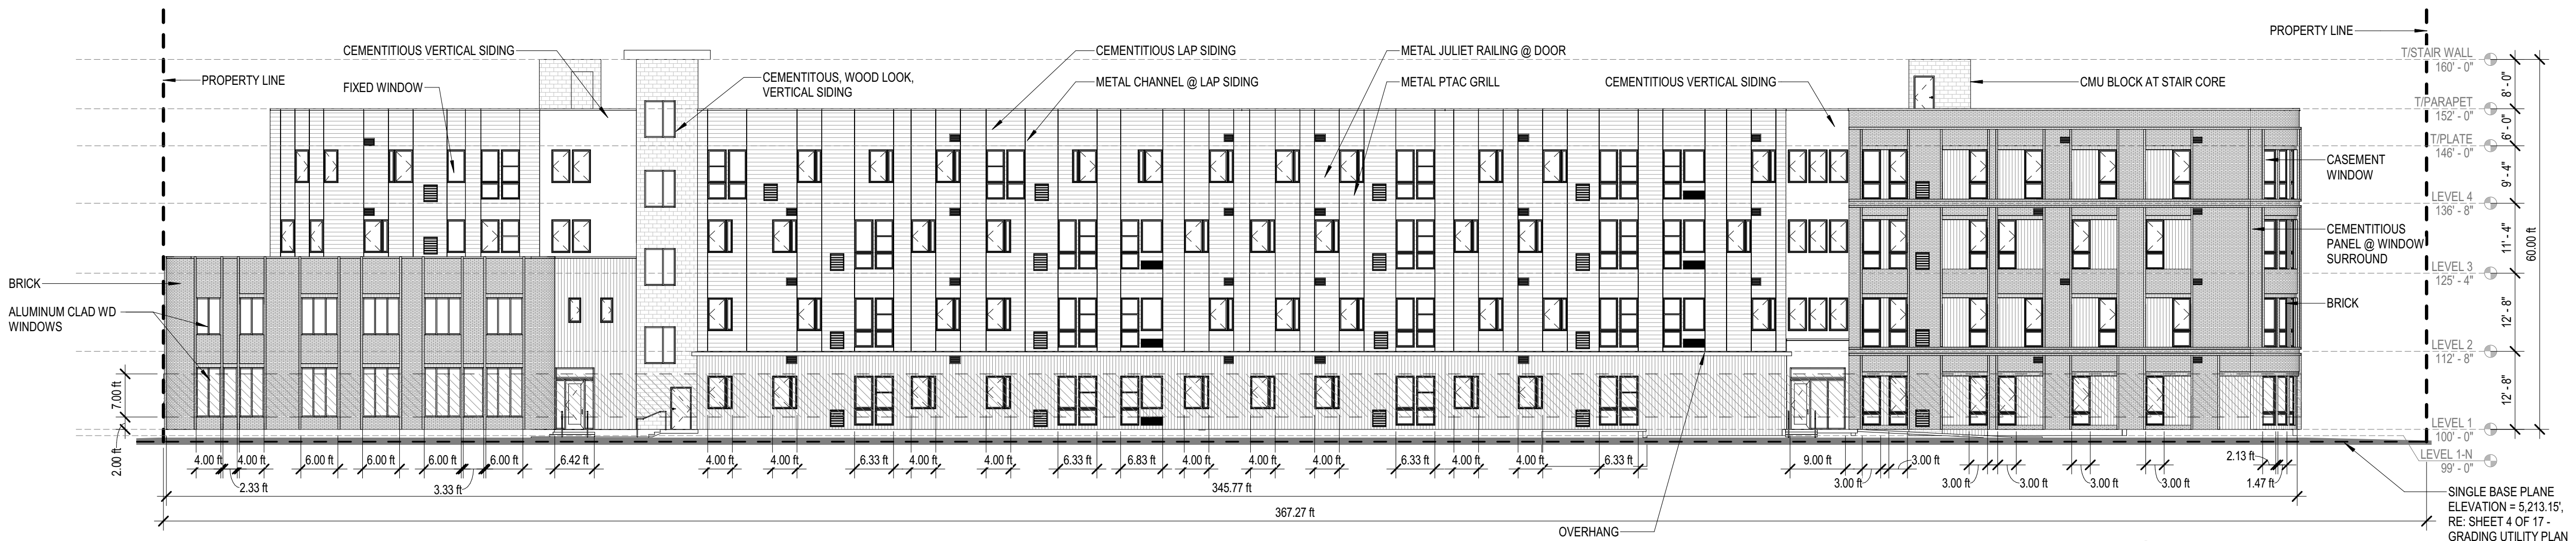 PROPERTY LINE
CEMENTITIOUS VERTICAL SIDING
FIXED WINDOW
CEMENTITOUS, WOOD LOOK,
VERTICAL SIDING
CEMENTITIOUS LAP SIDING
METAL CHANNEL @ LAP SIDING
METAL JULIET RAILING @ DOOR
METAL PTAC GRILL
CEMENTITIOUS VERTICAL SIDING
CMU BLOCK AT STAIR CORE
PROPERTY LINE
T/STAIR WALL
160' - 0"
8' - 0"
T/PARAPET
152' - 0"
6' - 0"
T/PLATE
146' - 0"
9' - 4"
LEVEL 4
136' - 8"
11' - 4"
LEVEL 3
125' - 4"
12' - 8"
LEVEL 2
112' - 8"
12' - 8"
LEVEL 1
100' - 0"
LEVEL 1-N
99' - 0"
60.00 ft
CASEMENT
WINDOW
CEMENTITIOUS
PANEL @ WINDOW
SURROUND
BRICK
BRICK
ALUMINUM CLAD WD
WINDOWS
7.00 ft
2.00 ft
4.00 ft
4.00 ft
6.00 ft
6.00 ft
6.00 ft
6.00 ft
6.42 ft
4.00 ft
4.00 ft
6.33 ft
4.00 ft
4.00 ft
6.33 ft
6.83 ft
4.00 ft
4.00 ft
4.00 ft
6.33 ft
4.00 ft
4.00 ft
6.33 ft
9.00 ft
3.00 ft
2.13 ft
2.33 ft
3.33 ft
3.00 ft
3.00 ft
3.00 ft
3.00 ft
3.00 ft
1.47 ft
345.77 ft
367.27 ft
OVERHANG
SINGLE BASE PLANE
ELEVATION = 5,213.15',
RE: SHEET 4 OF 17 -
GRADING UTILITY PLAN